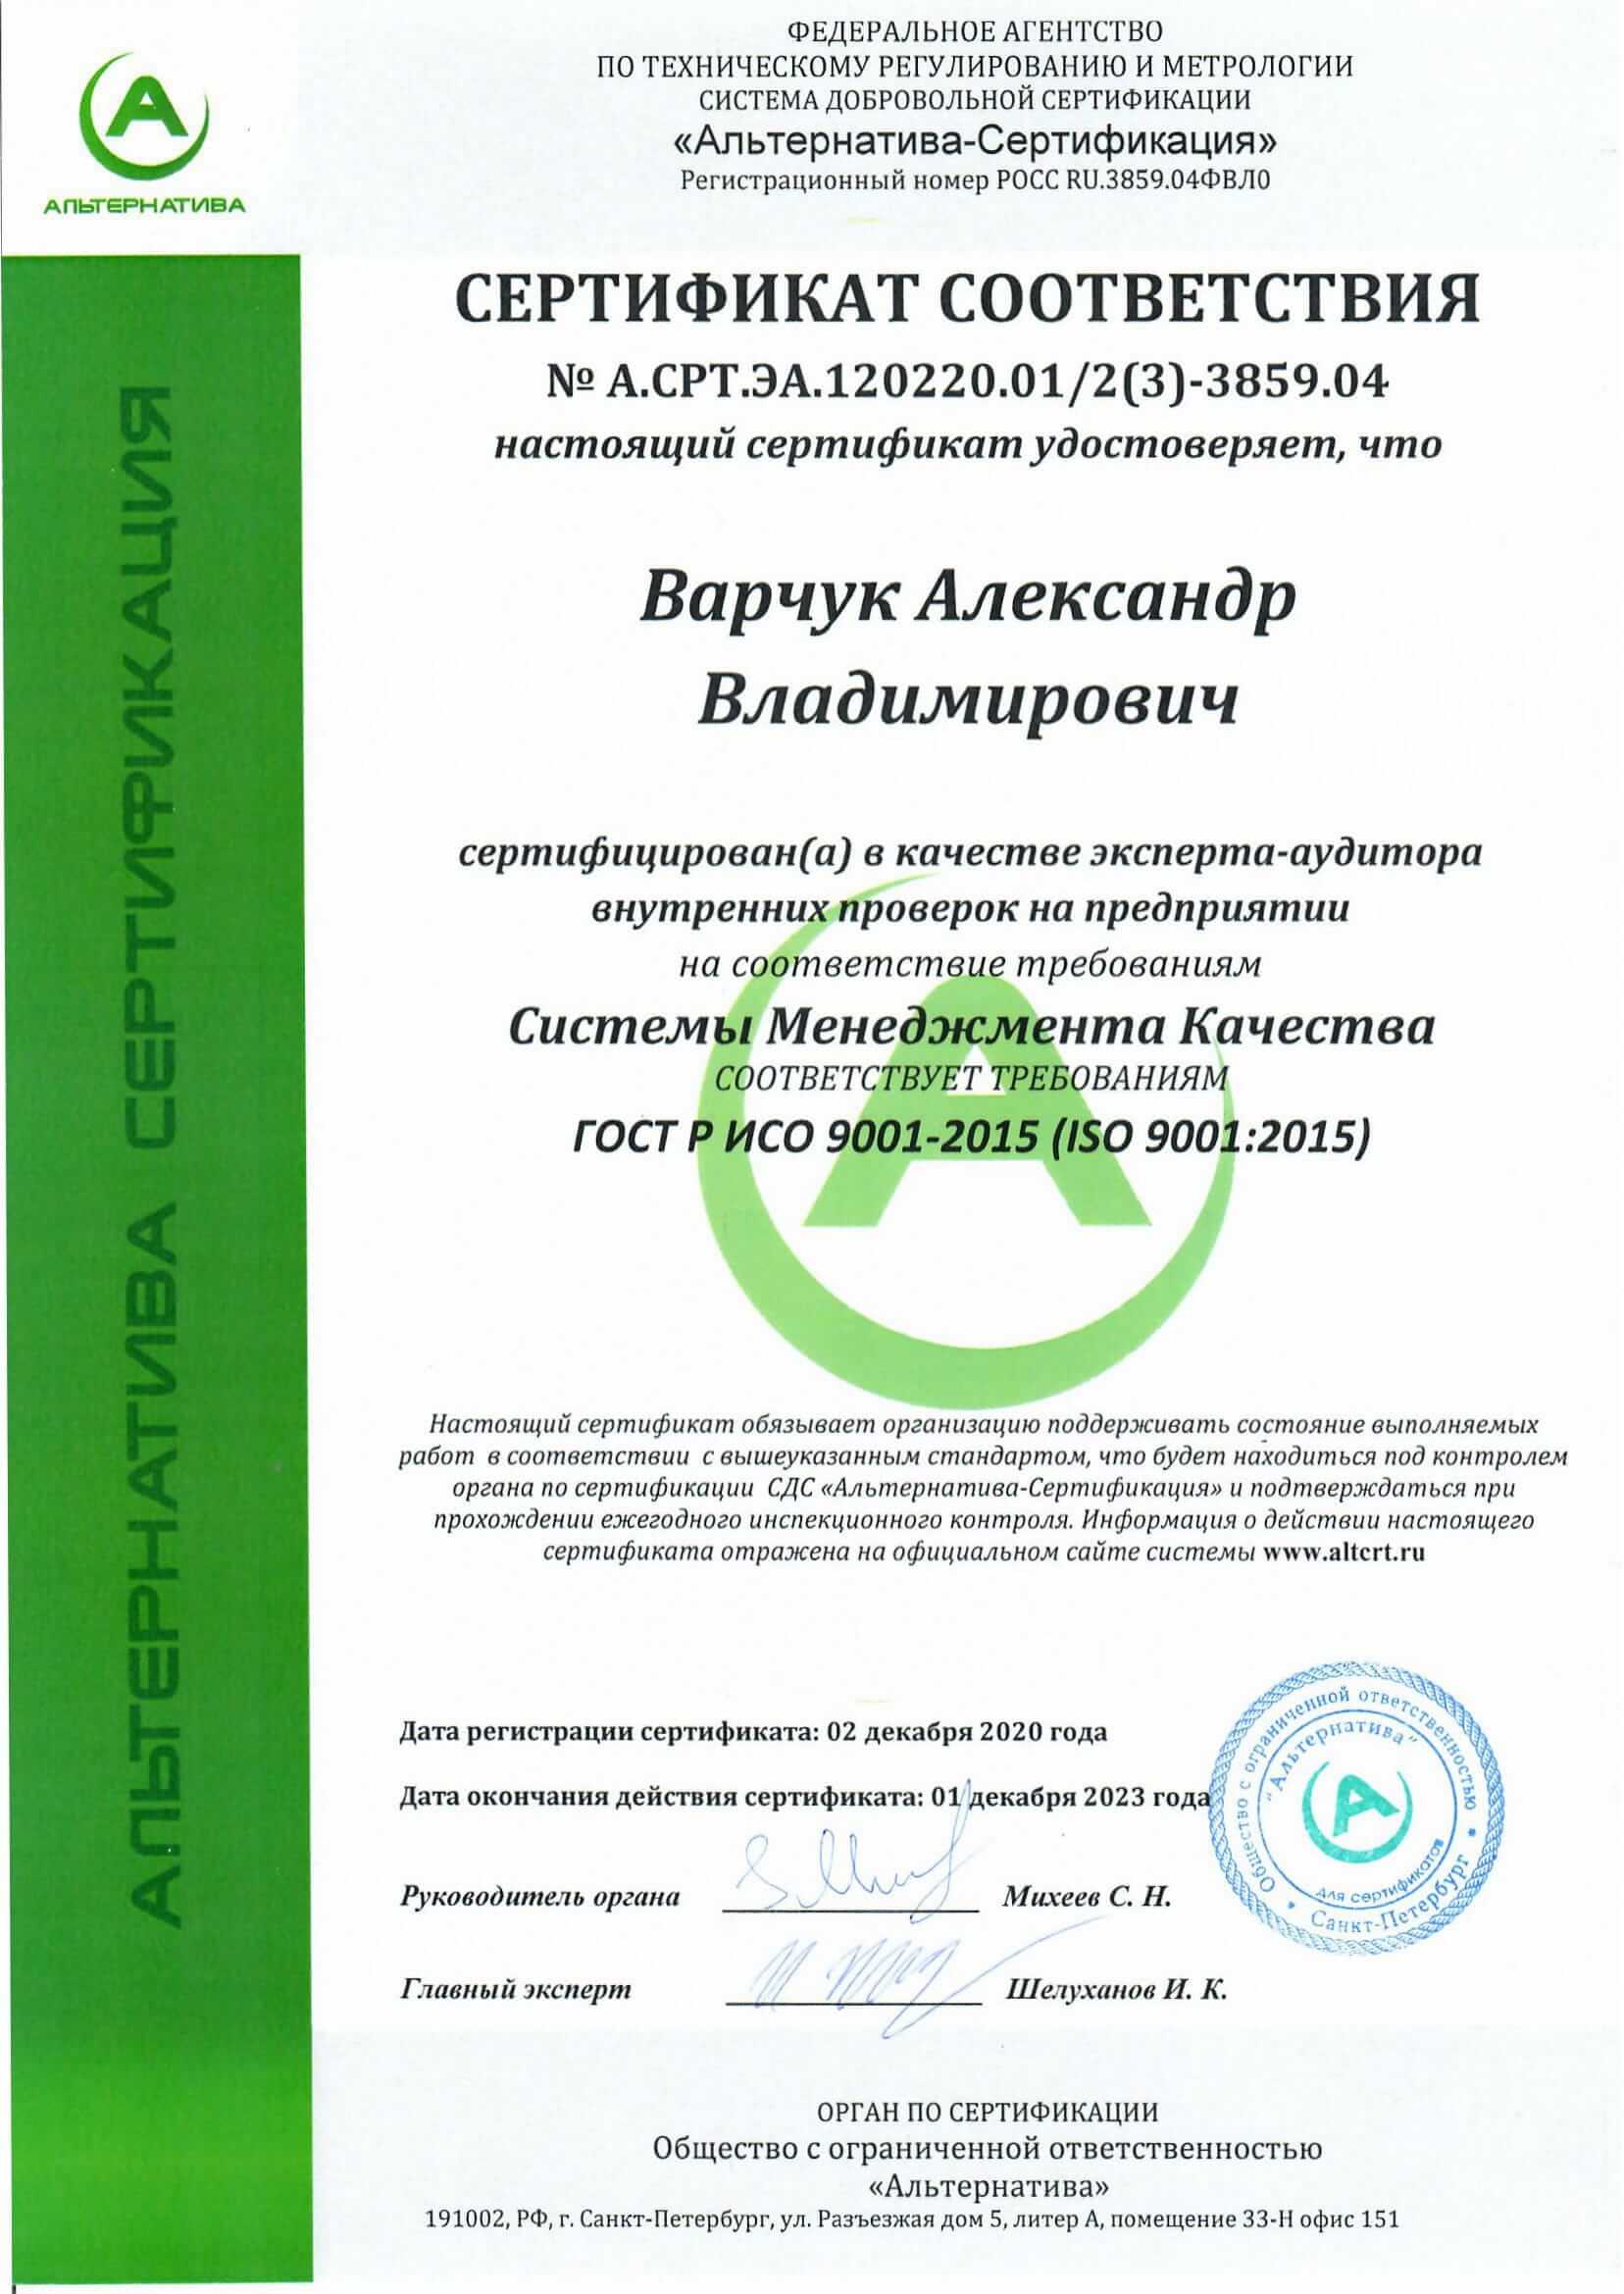 ФЕДЕРАЛЬНОЕ АГЕНТСТВО
ПО ТЕХНИЧЕСКОМУ РЕГУЛИРОВАНИЮ И МЕТРОЛОГИИ
СИСТЕМА ДОБРОВОЛЬНОЙ СЕРТИФИКАЦИИ
«Альтернатива-Сертификация»
Регистрационный номер РОСС RU.3859.04ФВЛ0
А
АЛЬТЕРНАТИВА
АЛЬТЕРНАТИВА СЕРТИФИКАЦИЯ
СЕРТИФИКАТ СООТВЕТСТВИЯ
№ А.СРТ.ЭА.120220.01/2(3)-3859.04
настоящий сертификат удостоверяет, что
Варчук Александр
Владимирович
сертифицирован(а) в качестве эксперта-аудитора
внутренних проверок на предприятии
на соответствие требованиям
Системы Менеджмента Качества
СООТВЕТСТВУЕТ ТРЕБОВАНИЯМ
ГОСТ Р ИСО 9001-2015 (ISO 9001:2015)
А
Настоящий сертификат обязывает организацию поддерживать состояние выполняемых
работ в соответствии с вышеуказанным стандартом, что будет находиться под контролем
органа по сертификации СДС «Альтернатива-Сертификация» и подтверждаться при
прохождении ежегодного инспекционного контроля. Информация о действии настоящего
сертификата отражена на официальном сайте системы www.altcrt.ru
Дата регистрации сертификата: 02 декабря 2020 года
Дата окончания действия сертификата: 01 декабря 2023 года
Руководитель органа Михеев С. Н.
Главный эксперт Шелуханов И. К.
Общество с ограниченной ответственностью
"Альтернатива"
А
для сертификатов
Санкт-Петербург
ОРГАН ПО СЕРТИФИКАЦИИ
Общество с ограниченной ответственностью
«Альтернатива»
191002, РФ, г. Санкт-Петербург, ул. Разъезжая дом 5, литер А, помещение 33-Н офис 151